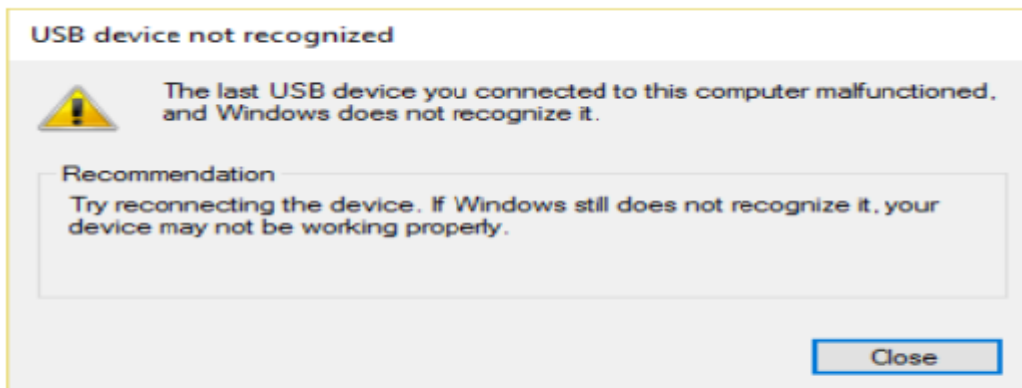 USB device not recognized
The last USB device you connected to this computer malfunctioned,
and Windows does not recognize it.
Recommendation
Try reconnecting the device. If Windows still does not recognize it, your
device may not be working properly.
Close